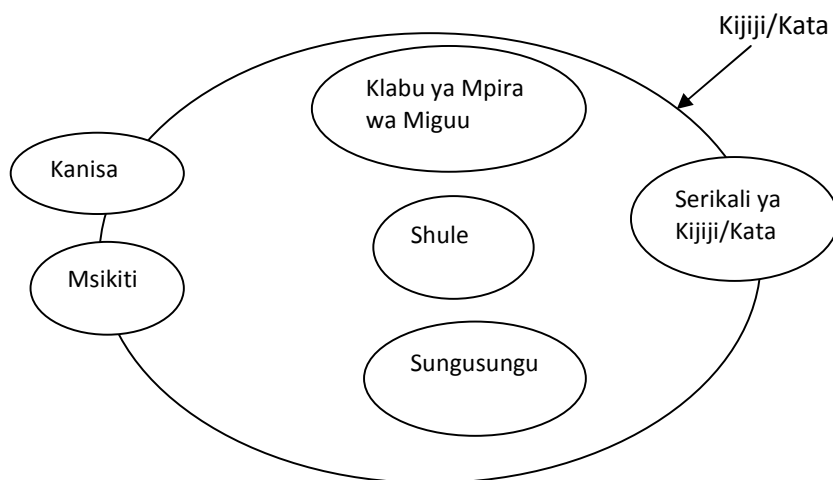 Kijiji/Kata
Klabu ya Mpira
wa Miguu
Kanisa
Serikali ya
Kijiji/Kata
Shule
Msikiti
Sungusungu